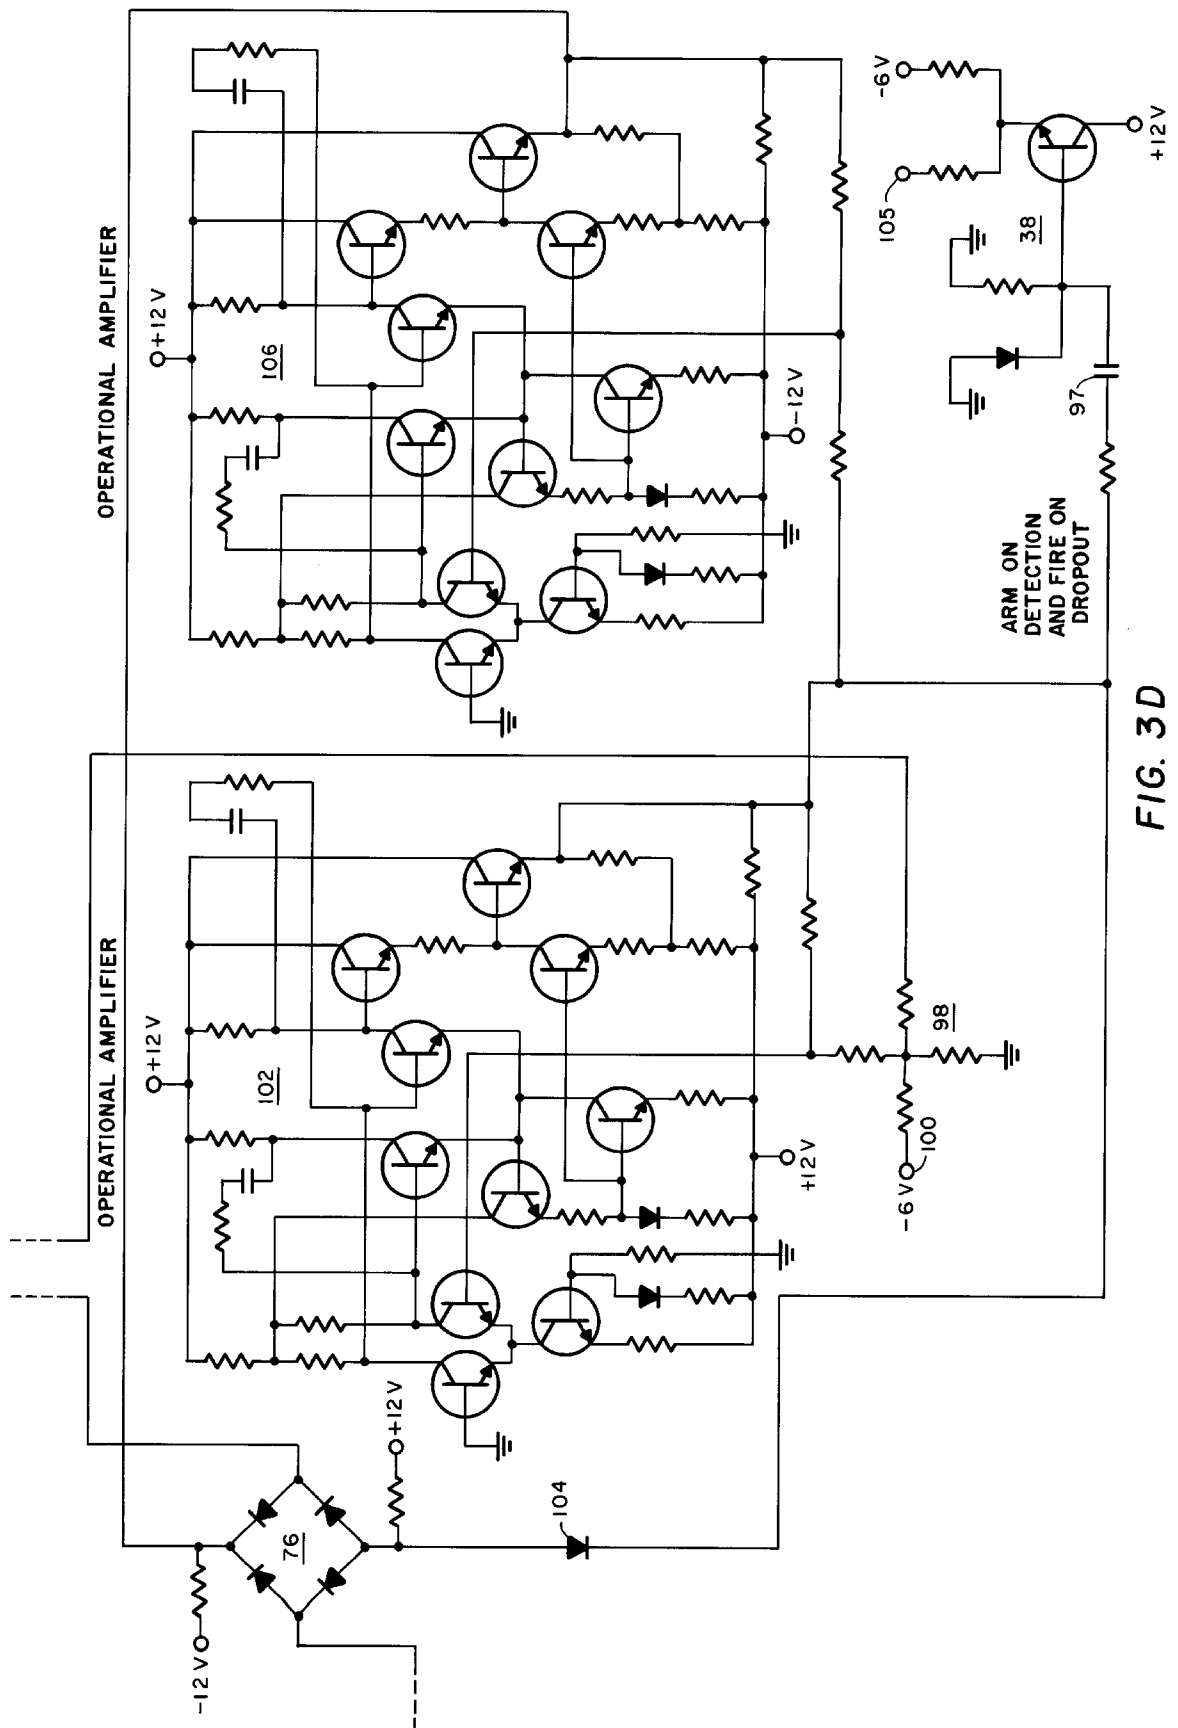 OPERATIONAL AMPLIFIER
OPERATIONAL AMPLIFIER
+12V
+12V
102
106
-12V
76
+12V
104
+12V
-12V
-6V
100
98
ARM ON
DETECTION
AND FIRE ON
DROPOUT
97
38
105
-6V
+12V
FIG. 3D